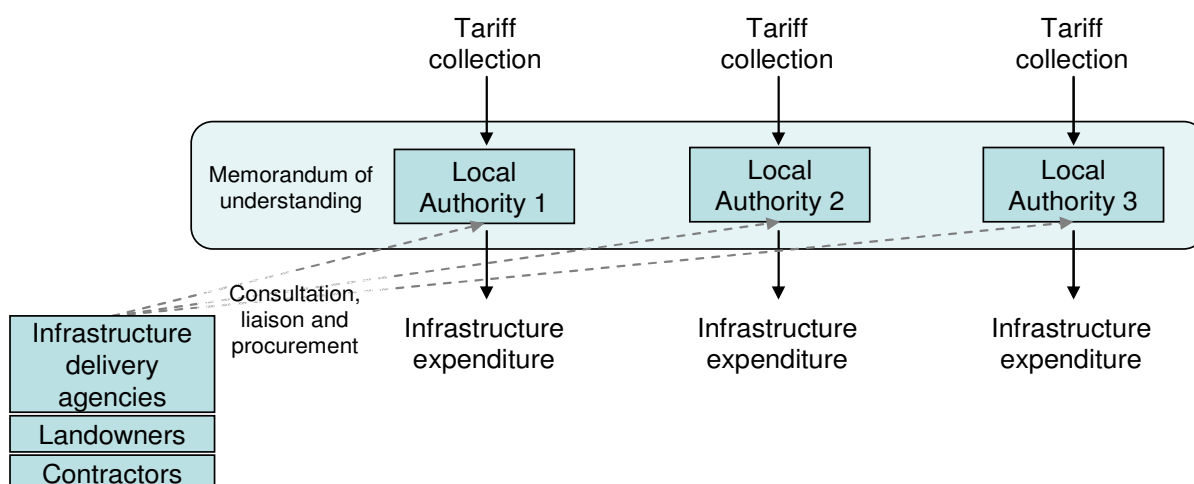 Tariff
collection
Tariff
collection
Tariff
collection
Memorandum of
understanding
Local
Authority 1
Local
Authority 2
Local
Authority 3
Consultation,
liaison and
procurement
Infrastructure
expenditure
Infrastructure
expenditure
Infrastructure
expenditure
Infrastructure
delivery
agencies
Landowners
Contractors